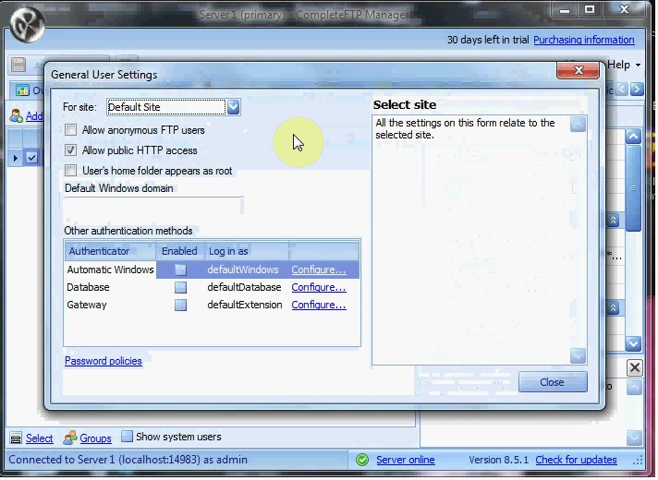 Server 1 (primary) - CompleteFTP Manager
30 days left in trial Purchasing information
Help
General User Settings
For site: Default Site
Allow anonymous FTP users
Allow public HTTP access
User's home folder appears as root
Default Windows domain
Other authentication methods
Authenticator Enabled Log in as
Automatic Windows defaultWindows Configure...
Database defaultDatabase Configure...
Gateway defaultExtension Configure...
Password policies
Select site
All the settings on this form relate to the
selected site.
Close
Add
Select Groups Show system users
Connected to Server 1 (localhost:14983) as admin Server online Version 8.5.1 Check for updates